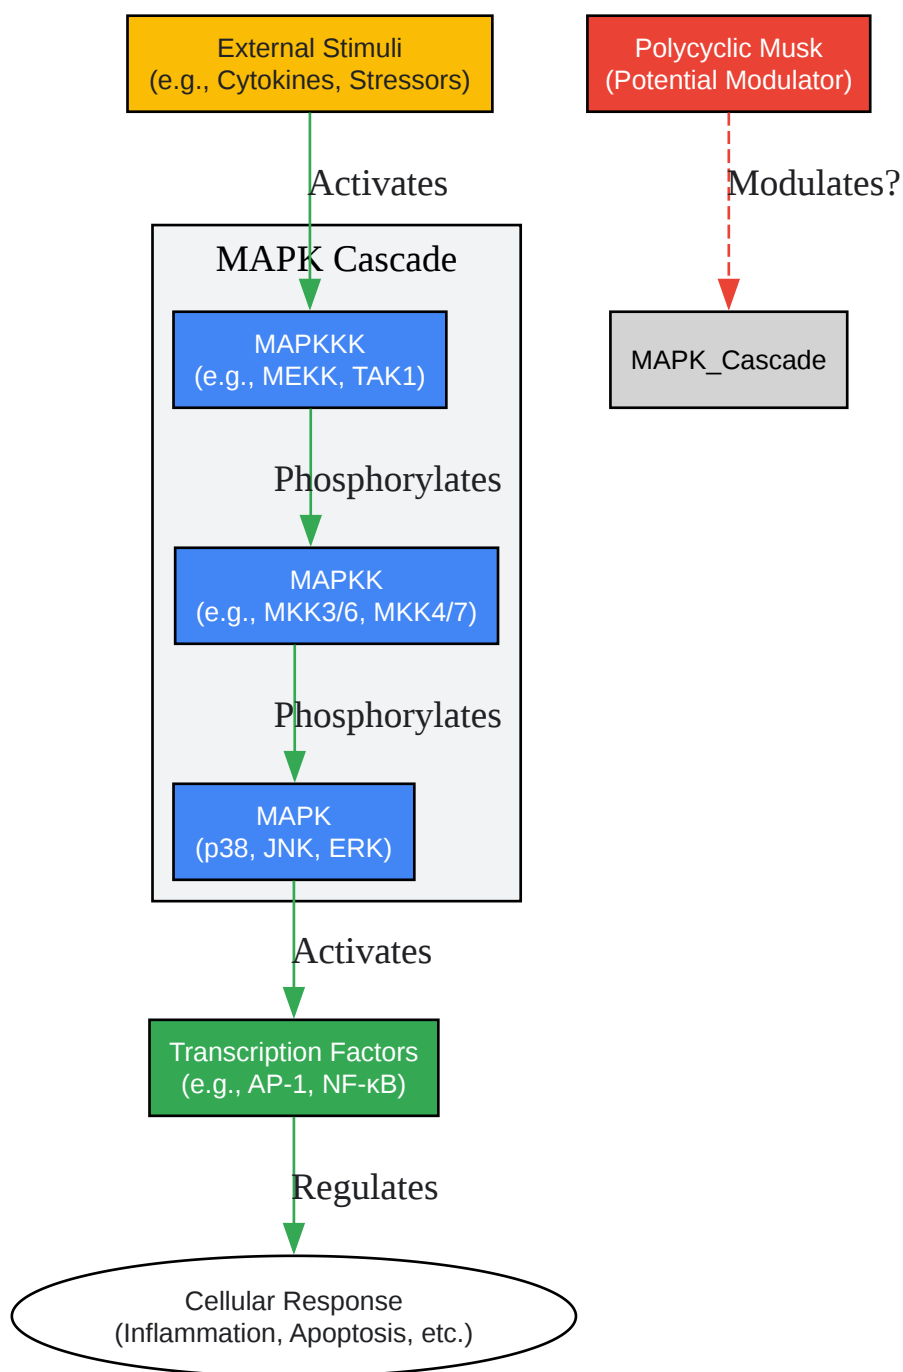 External Stimuli
(e.g., Cytokines, Stressors)
Polycyclic Musk
(Potential Modulator)
Activates
Modulates?
MAPK Cascade
MAPKKK
(e.g., MEKK, TAK1)
MAPK_Cascade
Phosphorylates
MAPKK
(e.g., MKK3/6, MKK4/7)
Phosphorylates
MAPK
(p38, JNK, ERK)
Activates
Transcription Factors
(e.g., AP-1, NF-κB)
Regulates
Cellular Response
(Inflammation, Apoptosis, etc.)